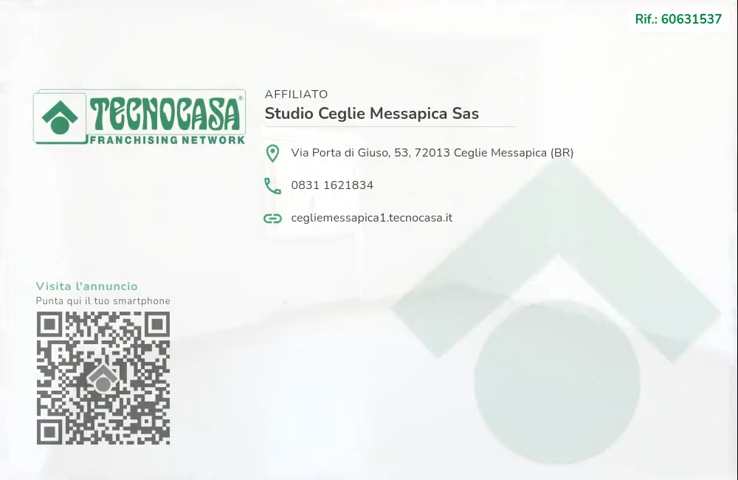 Rif.: 60631537
TECNOCASA®
FRANCHISING NETWORK
AFFILIATO
Studio Ceglie Messapica Sas
Via Porta di Giuso, 53, 72013 Ceglie Messapica (BR)
0831 1621834
cegliemessapica1.tecnocasa.it
Visita l'annuncio
Punta qui il tuo smartphone